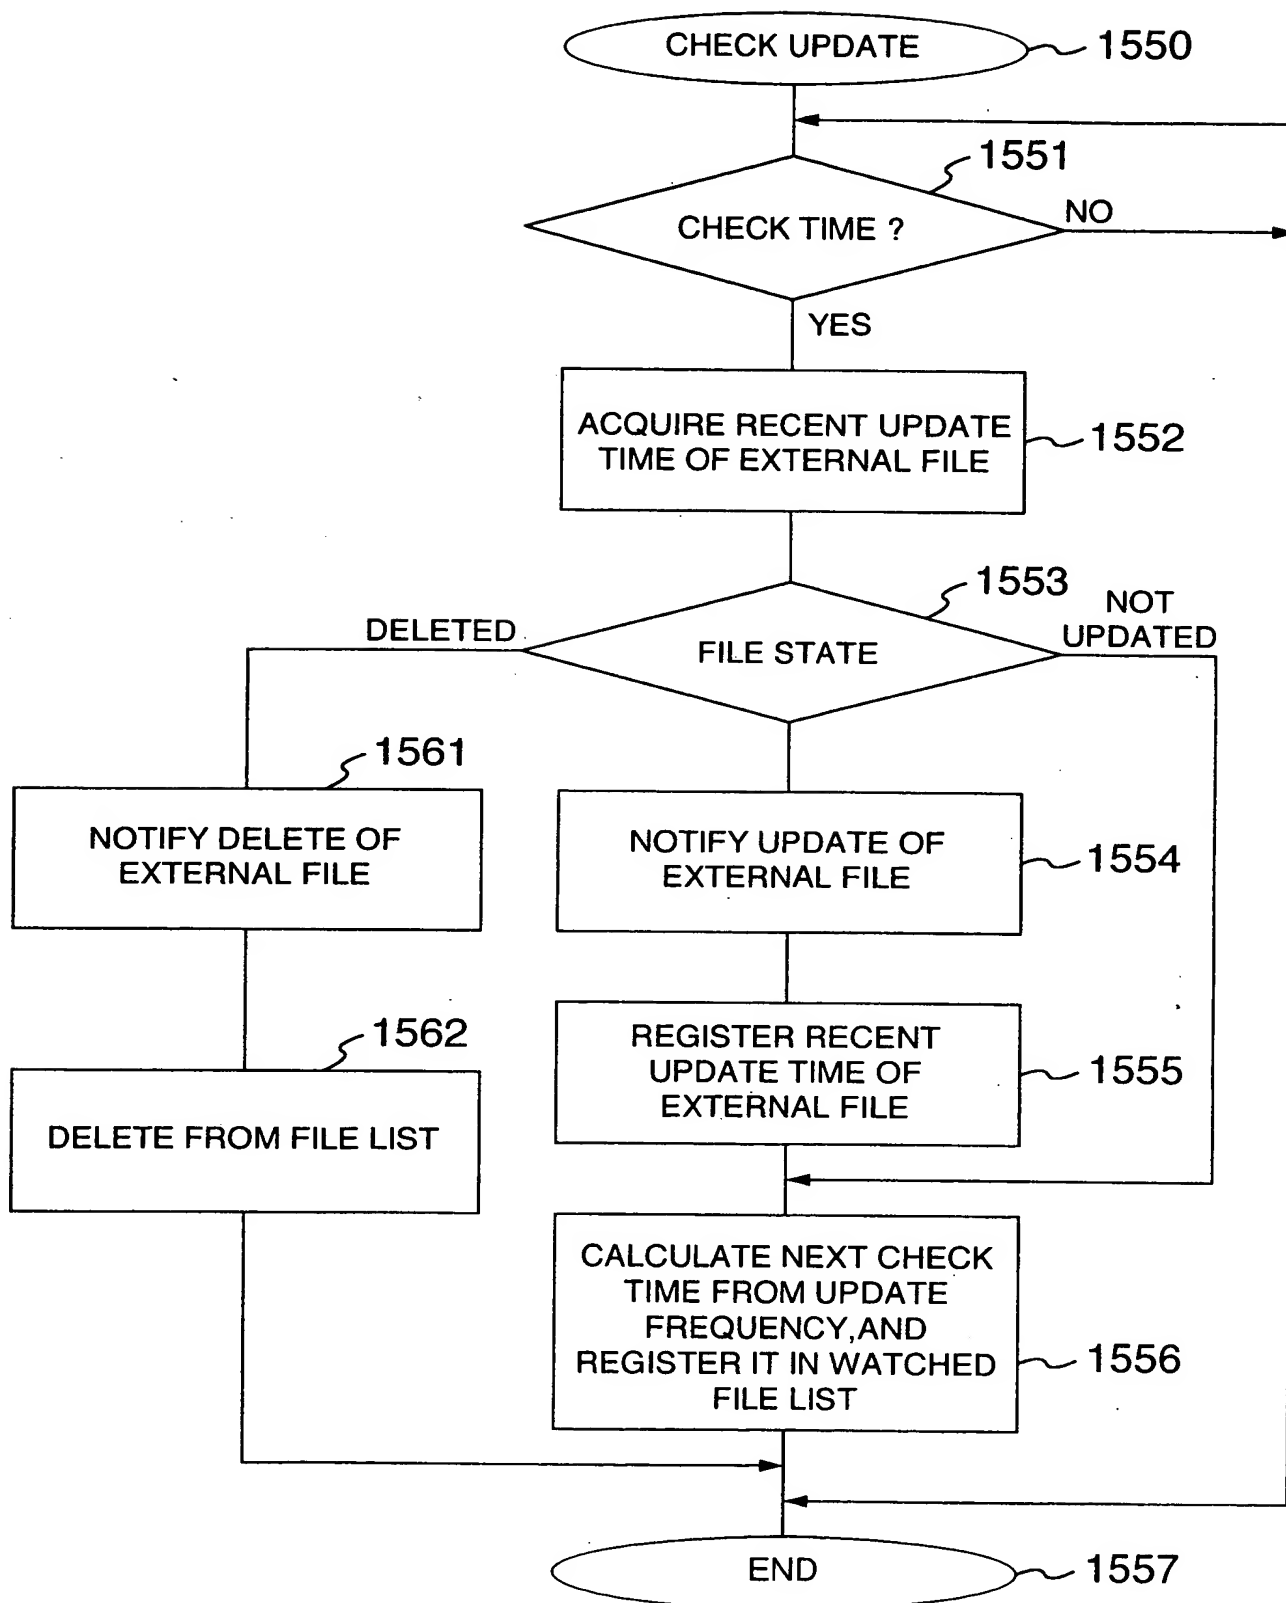 CHECK UPDATE
1550
1551
CHECK TIME ?
NO
YES
ACQUIRE RECENT UPDATE
TIME OF EXTERNAL FILE
1552
1553
DELETED
FILE STATE
NOT
UPDATED
1561
NOTIFY DELETE OF
EXTERNAL FILE
NOTIFY UPDATE OF
EXTERNAL FILE
1554
1562
DELETE FROM FILE LIST
REGISTER RECENT
UPDATE TIME OF
EXTERNAL FILE
1555
CALCULATE NEXT CHECK
TIME FROM UPDATE
FREQUENCY,AND
REGISTER IT IN WATCHED
FILE LIST
1556
END
1557